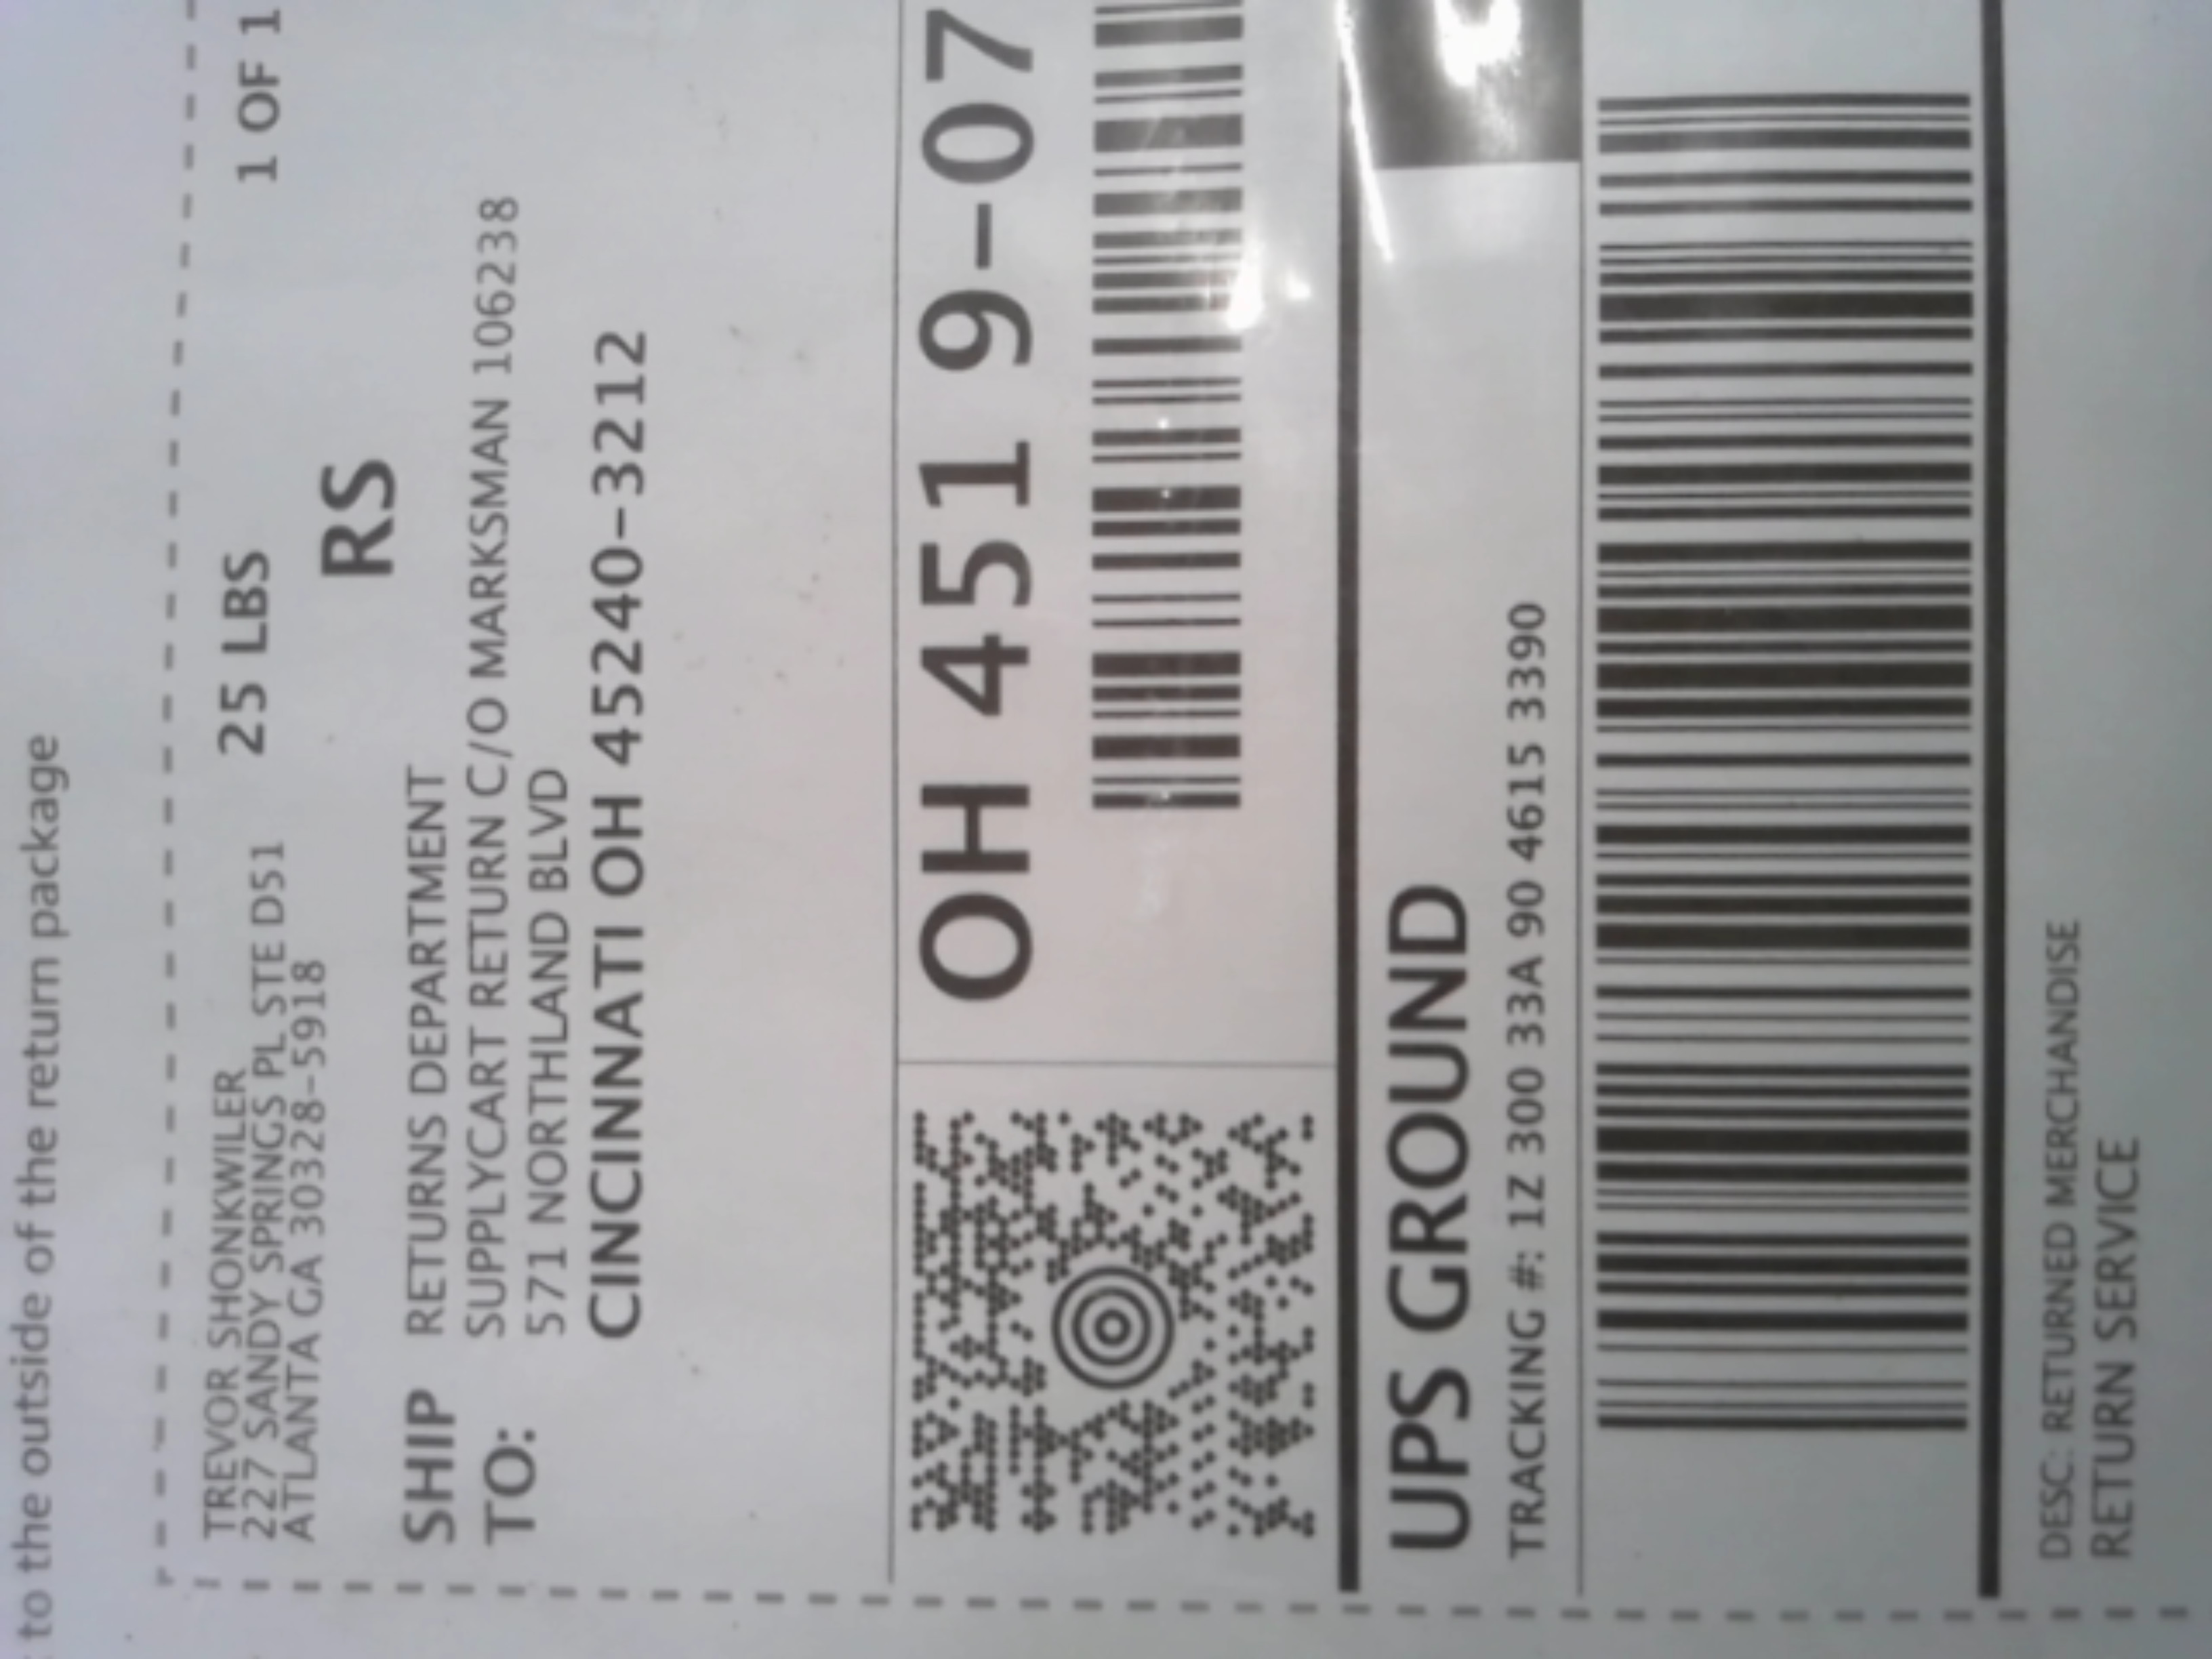 to the outside of the return package
TREVOR SHONKWILER
227 SANDY SPRINGS PL STE D51
ATLANTA GA 30328-5918
25 LBS
1 OF 1
RS
SHIP TO:
RETURNS DEPARTMENT
SUPPLYCART RETURN C/O MARKSMAN 106238
571 NORTHLAND BLVD
CINCINNATI OH 45240-3212
OH 451 9-07
UPS GROUND
TRACKING #: 1Z 300 33A 90 4615 3390
DESC: RETURNED MERCHANDISE
RETURN SERVICE